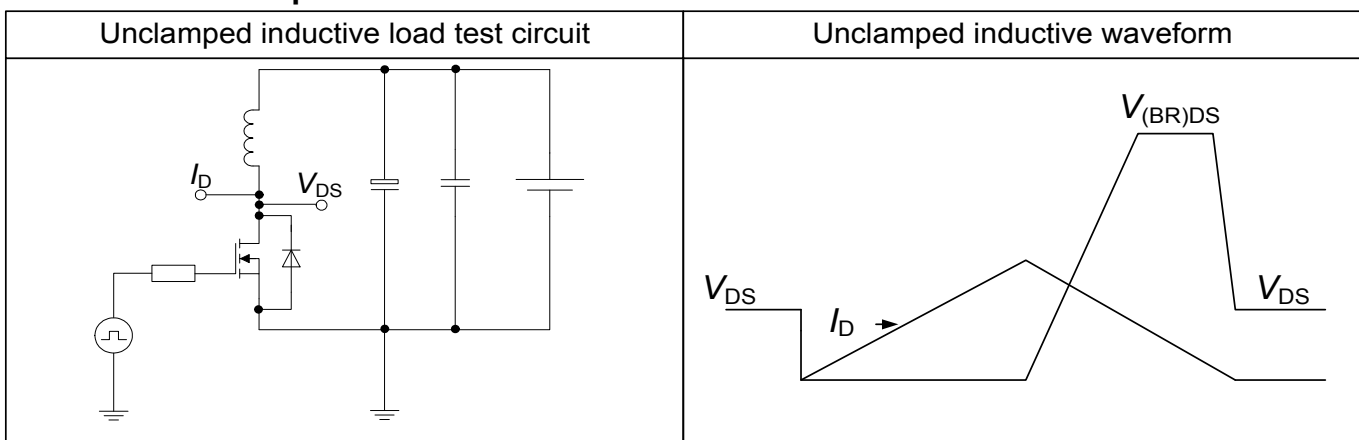 Unclamped inductive load test circuit
Unclamped inductive waveform
V(BR)DS
ID
VDS
VDS
ID
VDS